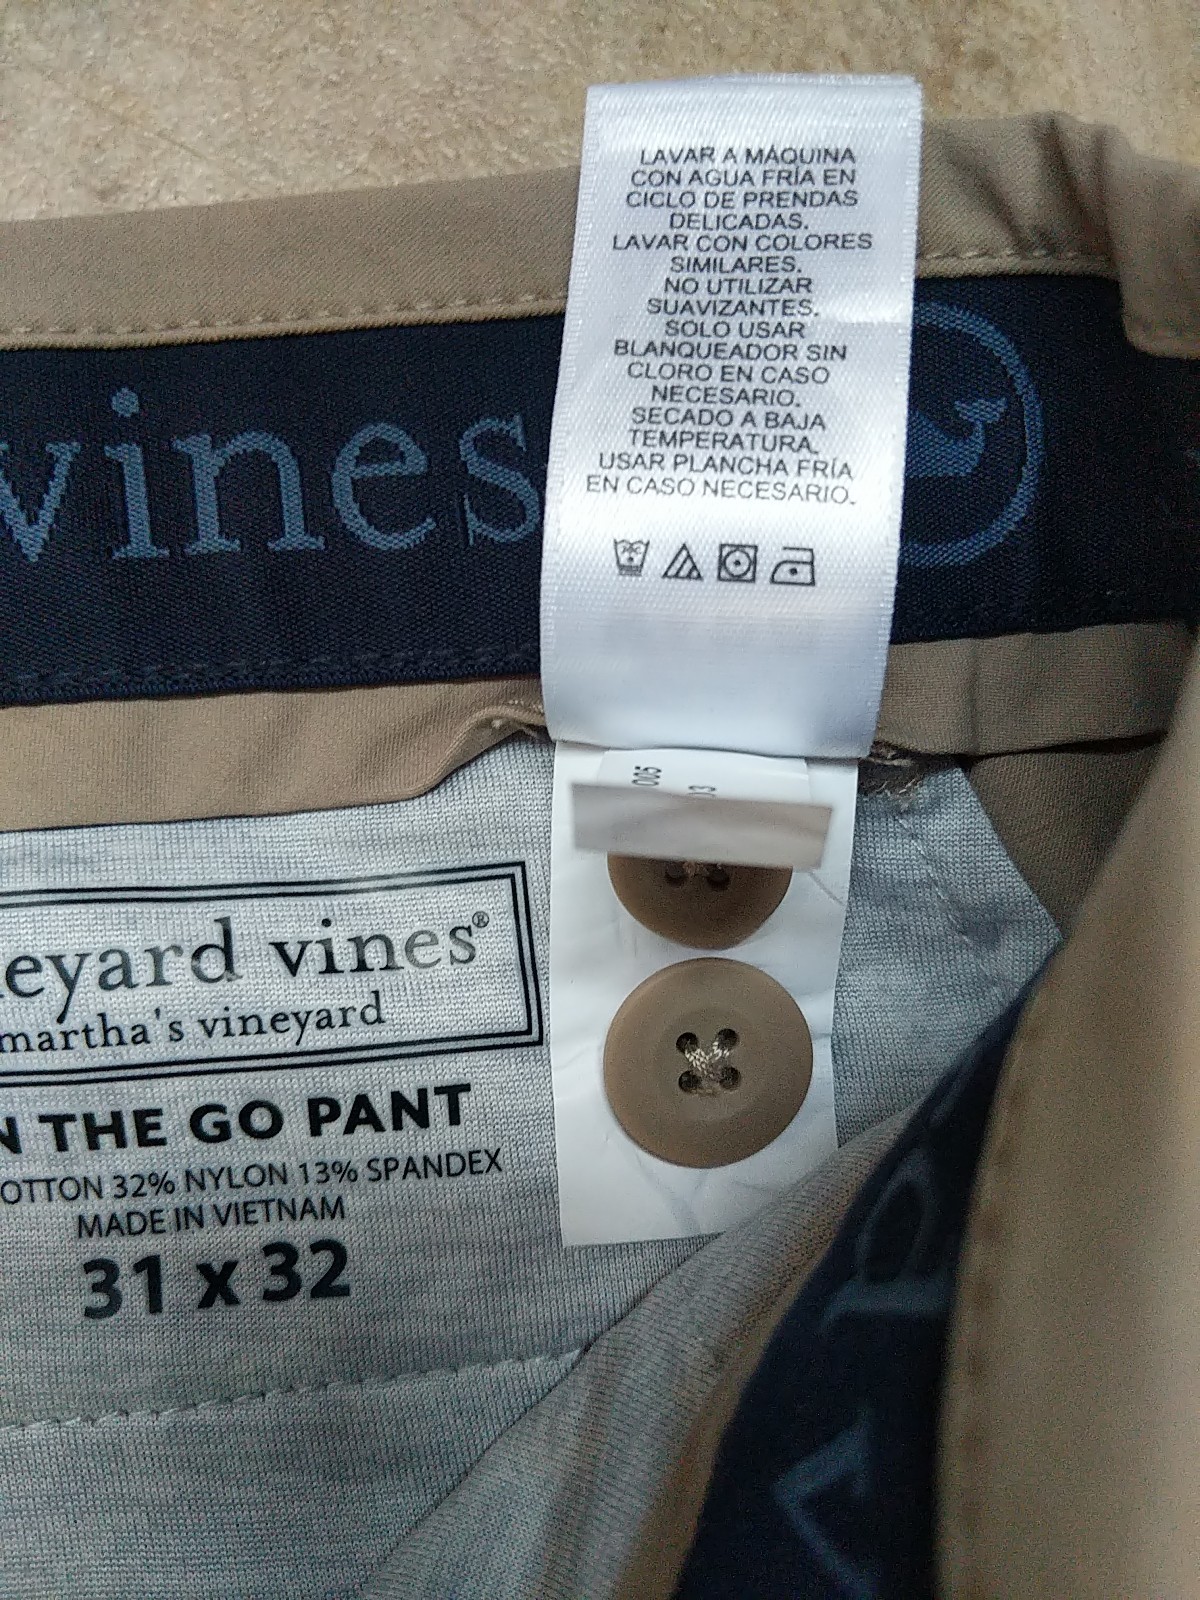 LAVAR A MÁQUINA
CON AGUA FRÍA EN
CICLO DE PRENDAS
DELICADAS.
LAVAR CON COLORES
SIMILARES.
NO UTILIZAR
SUAVIZANTES.
SOLO USAR
BLANQUEADOR SIN
CLORO EN CASO
NECESARIO.
SECADO A BAJA
TEMPERATURA.
USAR PLANCHA FRÍA
EN CASO NECESARIO.
vines
005
eyard vines®
martha's vineyard
N THE GO PANT
OTTON 32% NYLON 13% SPANDEX
MADE IN VIETNAM
31 x 32